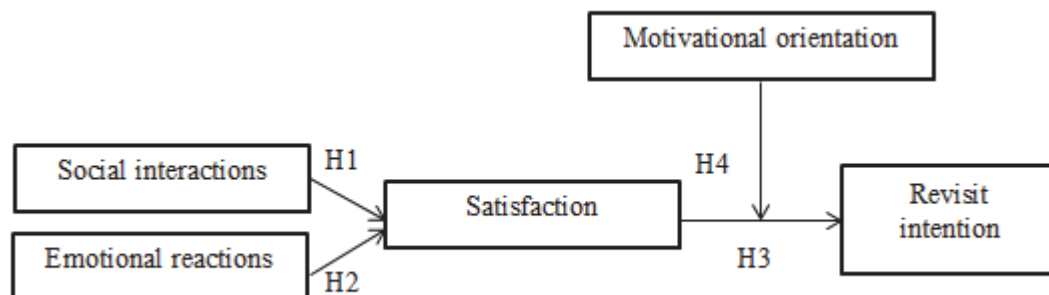 Motivational orientation
H1
Social interactions
H4
Satisfaction
Revisit
intention
Emotional reactions
H3
H2